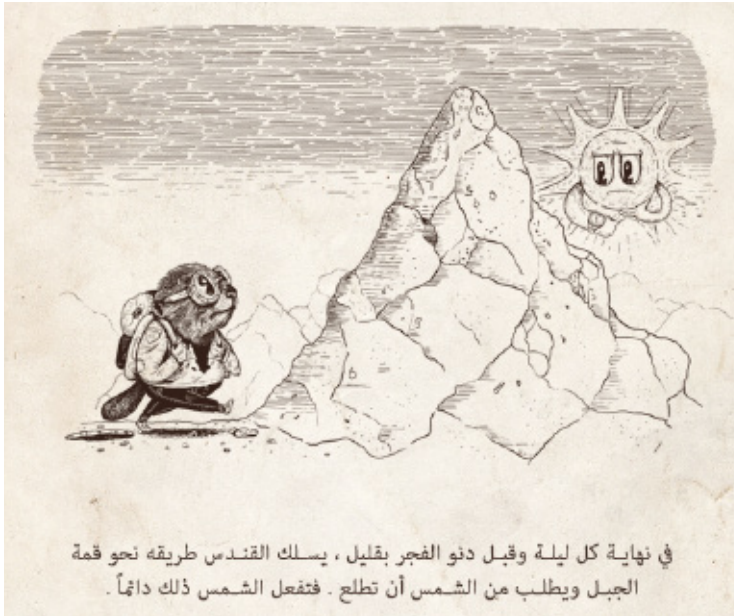 في نهاية كل ليلة وقبل دنو الفجر بقليل ، يسلك القندس طريقه نحو قمة
الجبل ويطلب من الشمس أن تطلع . فتفعل الشمس ذلك دائماً .